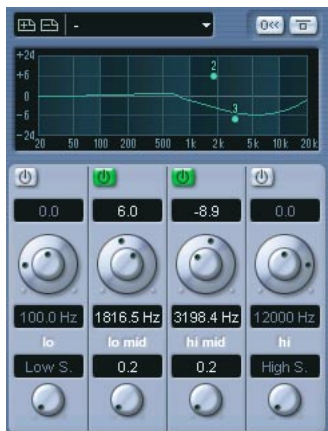 -
0<<
+24
+6
0
-6
-24
2
3
20 50 100 200 500 1k 2k 5k 10k 20k
0.0 6.0 -8.9 0.0
100.0 Hz 1816.5 Hz 3198.4 Hz 12000 Hz
lo lo mid hi mid hi
Low S. 0.2 0.2 High S.